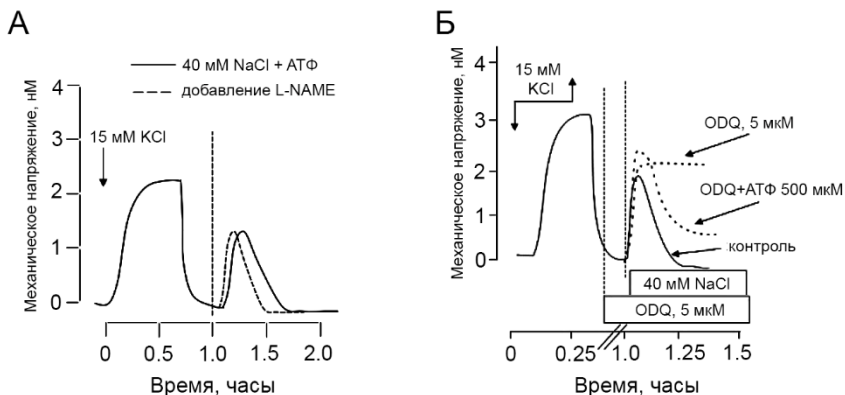 А
40 мМ NaCl + АТФ
добавление L-NAME
Механическое напряжение, нМ
4
3
2
1
0
15 мМ KCl
0
0.5
1.0
1.5
2.0
Время, часы
Б
Механическое напряжение, нМ
4
3
2
1
0
15 мМ
KCl
ODQ, 5 мкМ
ODQ+АТФ 500 мкМ
контроль
40 мМ NaCl
ODQ, 5 мкМ
0
0.25
1.0
1.25
1.5
Время, часы